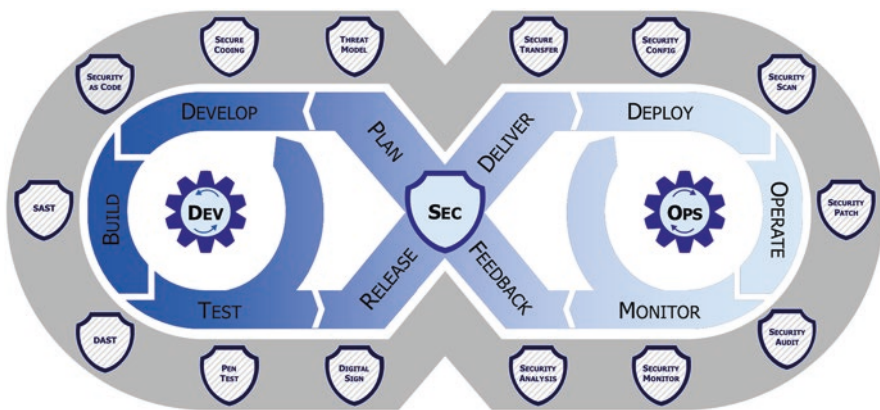 SECURE
CODING
THREAT
MODEL
SECURE
TRANSFER
SECURITY
CONFIG
SECURITY
AS CODE
SECURITY
SCAN
DEVELOP
PLAN
DELIVER
DEPLOY
SAST
BUILD
DEV
SEC
OPS
OPERATE
SECURITY
PATCH
TEST
RELEASE
FEEDBACK
MONITOR
DAST
PEN
TEST
DIGITAL
SIGN
SECURITY
ANALYSIS
SECURITY
MONITOR
SECURITY
AUDIT